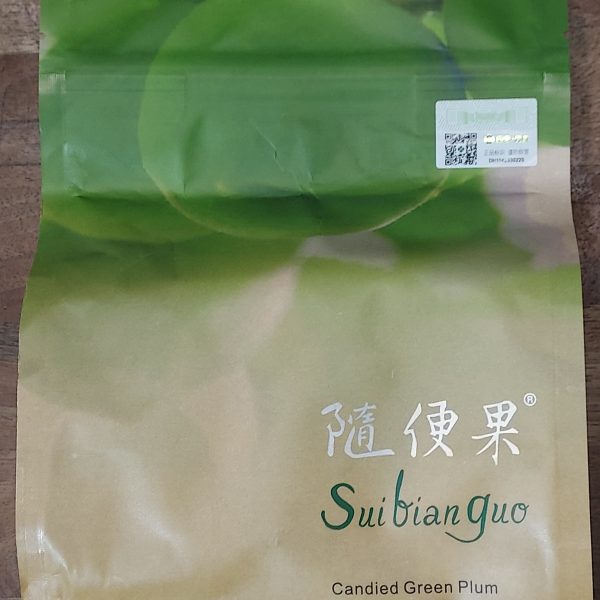 隨便果®
Suibianguo
Candied Green Plum